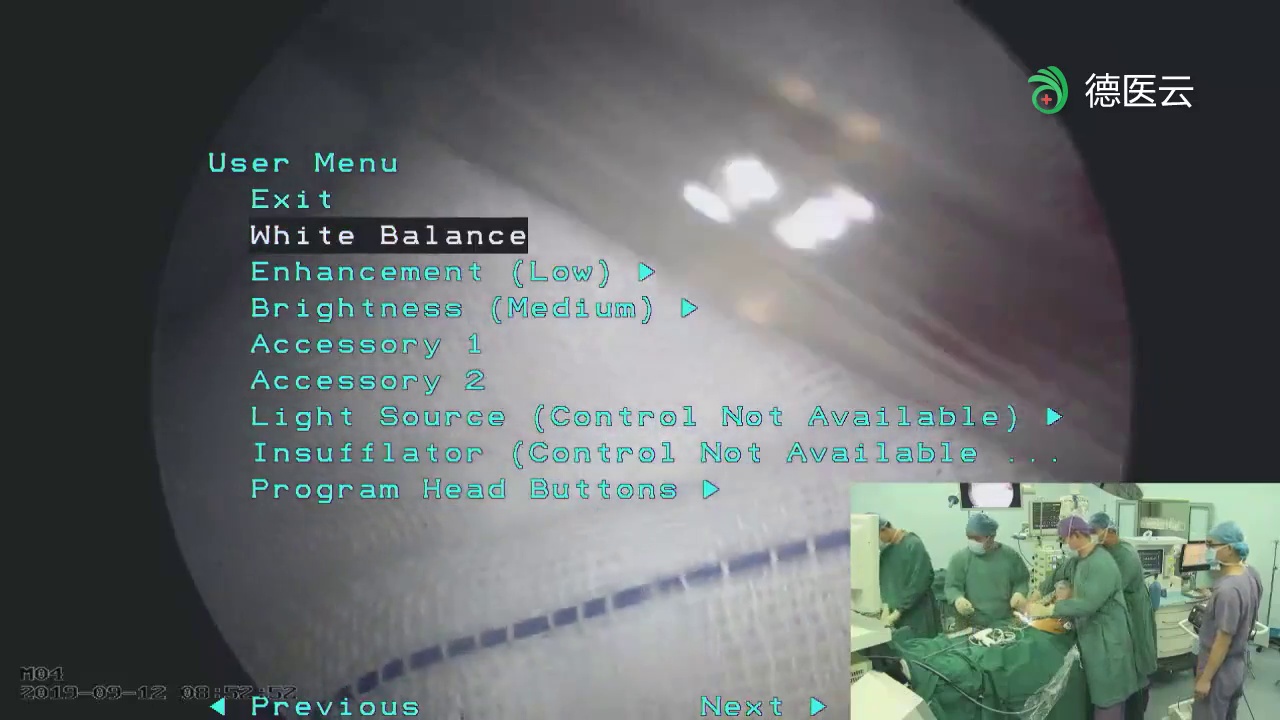 德医云
User Menu
Exit
White Balance
Enhancement (Low) ▶
Brightness (Medium) ▶
Accessory 1
Accessory 2
Light Source (Control Not Available) ▶
Insufflator (Control Not Available ...
Program Head Buttons ▶
M04
2019-09-12 08:52:52
◀ Previous
Next ▶